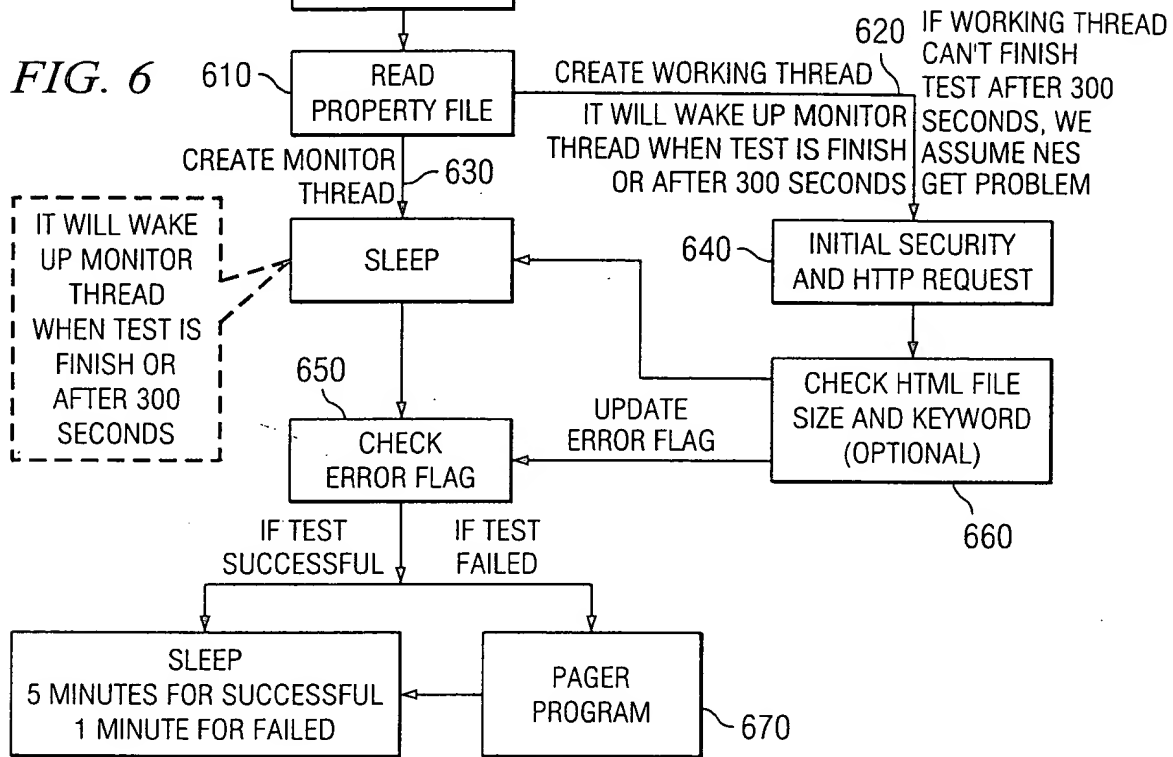 FIG. 6
610
READ
PROPERTY FILE
CREATE WORKING THREAD
620
IF WORKING THREAD
CAN'T FINISH
TEST AFTER 300
SECONDS, WE
ASSUME NES
GET PROBLEM
IT WILL WAKE UP MONITOR
THREAD WHEN TEST IS FINISH
OR AFTER 300 SECONDS
CREATE MONITOR
THREAD
630
IT WILL WAKE
UP MONITOR
THREAD
WHEN TEST IS
FINISH OR
AFTER 300
SECONDS
SLEEP
640
INITIAL SECURITY
AND HTTP REQUEST
650
CHECK
ERROR FLAG
UPDATE
ERROR FLAG
CHECK HTML FILE
SIZE AND KEYWORD
(OPTIONAL)
660
IF TEST
SUCCESSFUL
IF TEST
FAILED
SLEEP
5 MINUTES FOR SUCCESSFUL
1 MINUTE FOR FAILED
PAGER
PROGRAM
670